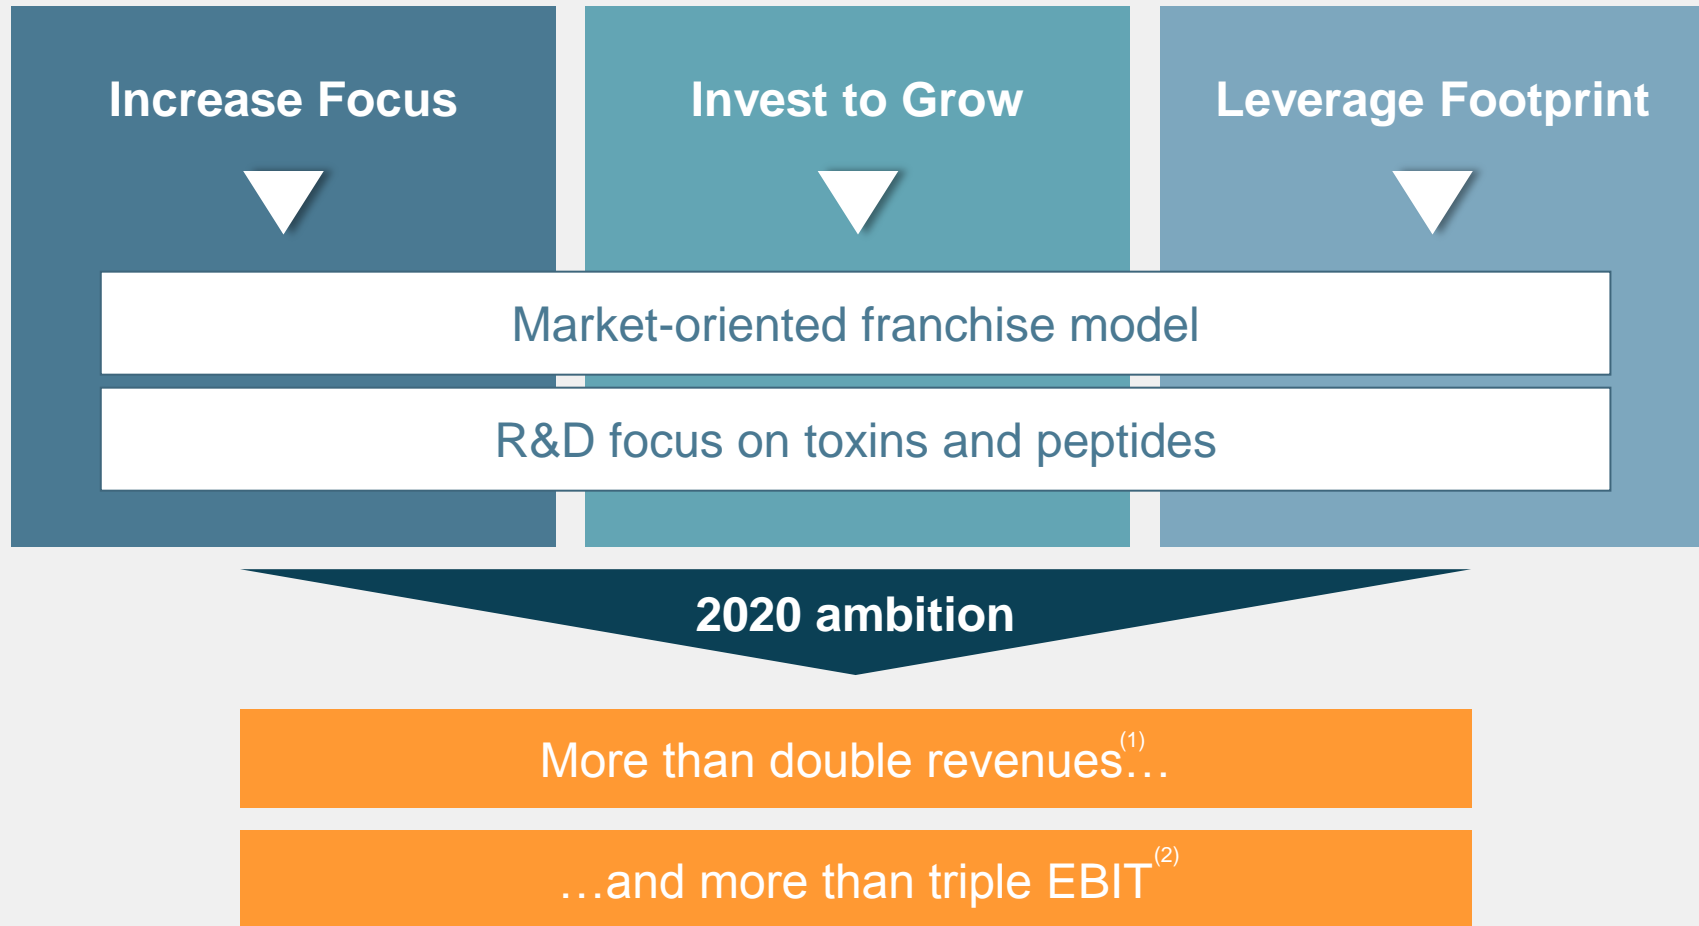 Increase Focus
Invest to Grow
Leverage Footprint
Market-oriented franchise model
R&D focus on toxins and peptides
2020 ambition
More than double revenues(1)…
…and more than triple EBIT(2)